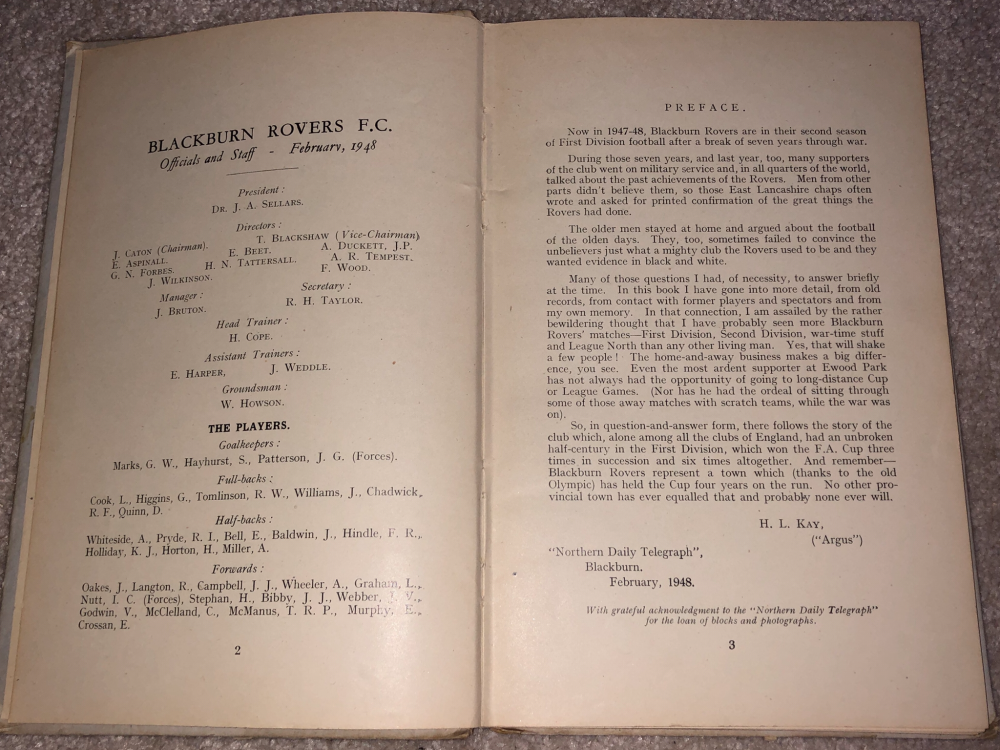 BLACKBURN ROVERS F.C.
Officials and Staff - February, 1948
President :
DR. J. A. SELLARS.
Directors :
J. CATON (Chairman). T. BLACKSHAW (Vice-Chairman)
E. ASPINALL. E. BEET. A. DUCKETT, J.P.
G. N. FORBES. H. N. TATTERSALL. A. R. TEMPEST.
J. WILKINSON. F. WOOD.
Manager : Secretary :
J. BRUTON. R. H. TAYLOR.
Head Trainer :
H. COPE.
Assistant Trainers :
E. HARPER, J. WEDDLE.
Groundsman :
W. HOWSON.
THE PLAYERS.
Goalkeepers :
Marks, G. W., Hayhurst, S., Patterson, J. G. (Forces).
Full-backs :
Cook, L., Higgins, G., Tomlinson, R. W., Williams, J., Chadwick,
R. F., Quinn, D.
Half-backs :
Whiteside, A., Pryde, R. I., Bell, E., Baldwin, J., Hindle, F. R.,
Holliday, K. J., Horton, H., Miller, A.
Forwards :
Oakes, J., Langton, R., Campbell, J. J., Wheeler, A., Graham, L.,
Nutt, I. C. (Forces), Stephan, H., Bibby, J. J., Webber,
Godwin, V., McClelland, C., McManus, T. R. P., Murphy, E.,
Crossan, E.
2
PREFACE.
Now in 1947-48, Blackburn Rovers are in their second season
of First Division football after a break of seven years through war.
During those seven years, and last year, too, many supporters
of the club went on military service and, in all quarters of the world,
talked about the past achievements of the Rovers. Men from other
parts didn't believe them, so those East Lancashire chaps often
wrote and asked for printed confirmation of the great things the
Rovers had done.
The older men stayed at home and argued about the football
of the olden days. They, too, sometimes failed to convince the
unbelievers just what a mighty club the Rovers used to be and they
wanted evidence in black and white.
Many of those questions I had, of necessity, to answer briefly
at the time. In this book I have gone into more detail, from old
records, from contact with former players and spectators and from
my own memory. In that connection, I am assailed by the rather
bewildering thought that I have probably seen more Blackburn
Rovers' matches—First Division, Second Division, war-time stuff
and League North than any other living man. Yes, that will shake
a few people ! The home-and-away business makes a big differ-
ence, you see. Even the most ardent supporter at Ewood Park
has not always had the opportunity of going to long-distance Cup
or League Games. (Nor has he had the ordeal of sitting through
some of those away matches with scratch teams, while the war was
on).
So, in question-and-answer form, there follows the story of the
club which, alone among all the clubs of England, had an unbroken
half-century in the First Division, which won the F.A. Cup three
times in succession and six times altogether. And remember—
Blackburn Rovers represent a town which (thanks to the old
Olympic) has held the Cup four years on the run. No other pro-
vincial town has ever equalled that and probably none ever will.
H. L. KAY,
("Argus")
"Northern Daily Telegraph",
Blackburn.
February, 1948.
With grateful acknowledgment to the "Northern Daily Telegraph"
for the loan of blocks and photographs.
3